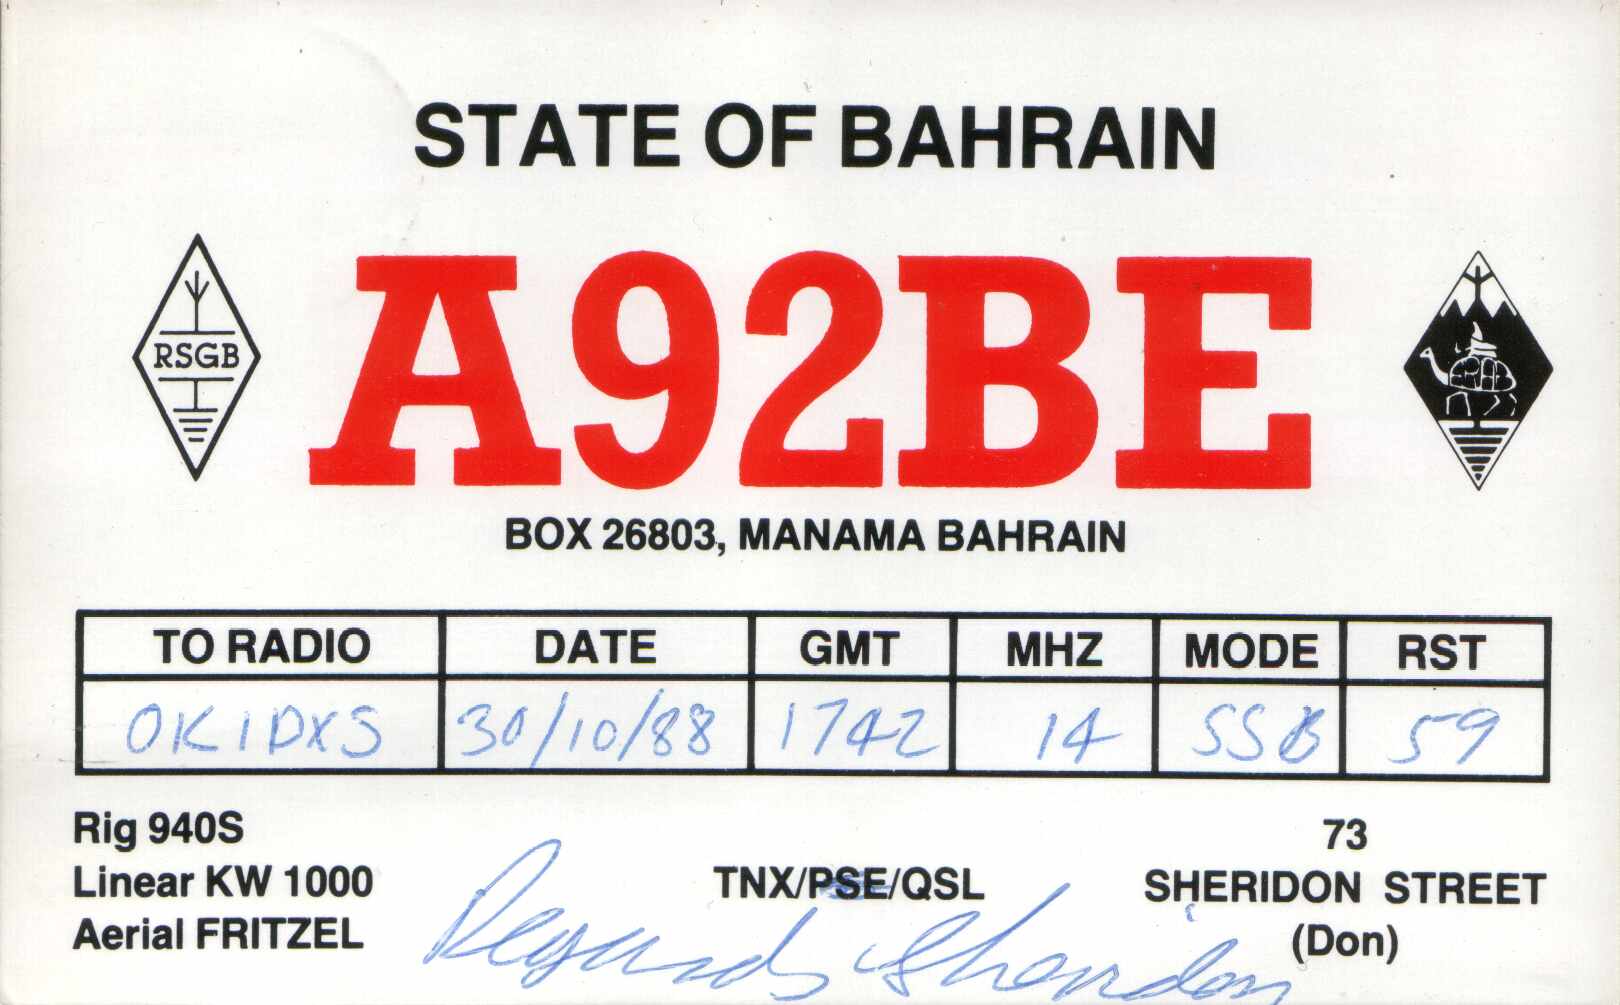 STATE OF BAHRAIN
RSGB
A92BE
BOX 26803, MANAMA BAHRAIN
TO RADIO DATE GMT MHZ MODE RST
OK1DXS 30/10/88 1742 14 SSB 59
Rig 940S
Linear KW 1000
Aerial FRITZEL
TNX/PSE/QSL
73
SHERIDON STREET
(Don)
Regards Sheridon